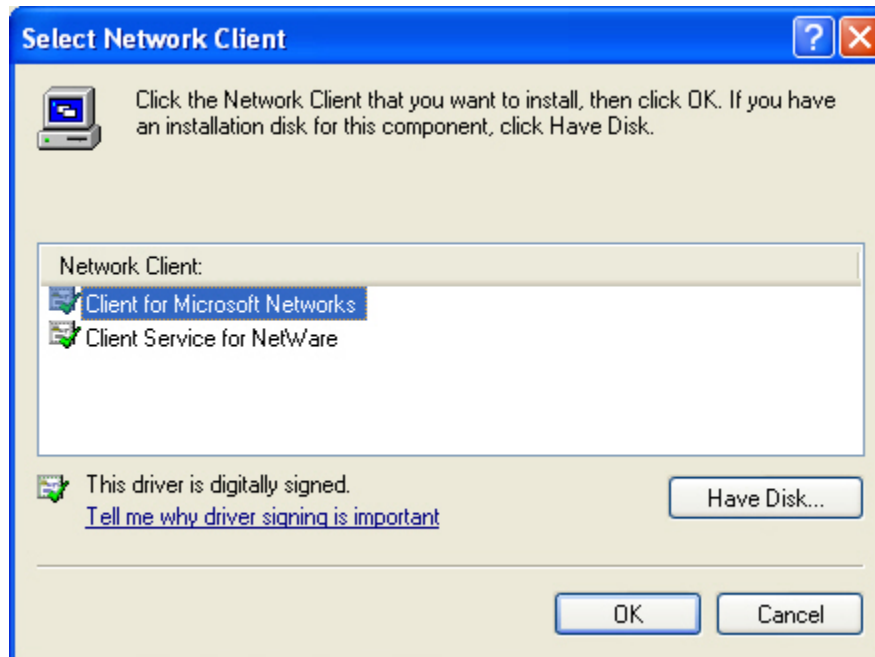 Select Network Client
Click the Network Client that you want to install, then click OK. If you have
an installation disk for this component, click Have Disk.
Network Client:
Client for Microsoft Networks
Client Service for NetWare
This driver is digitally signed.
Tell me why driver signing is important
Have Disk...
OK
Cancel